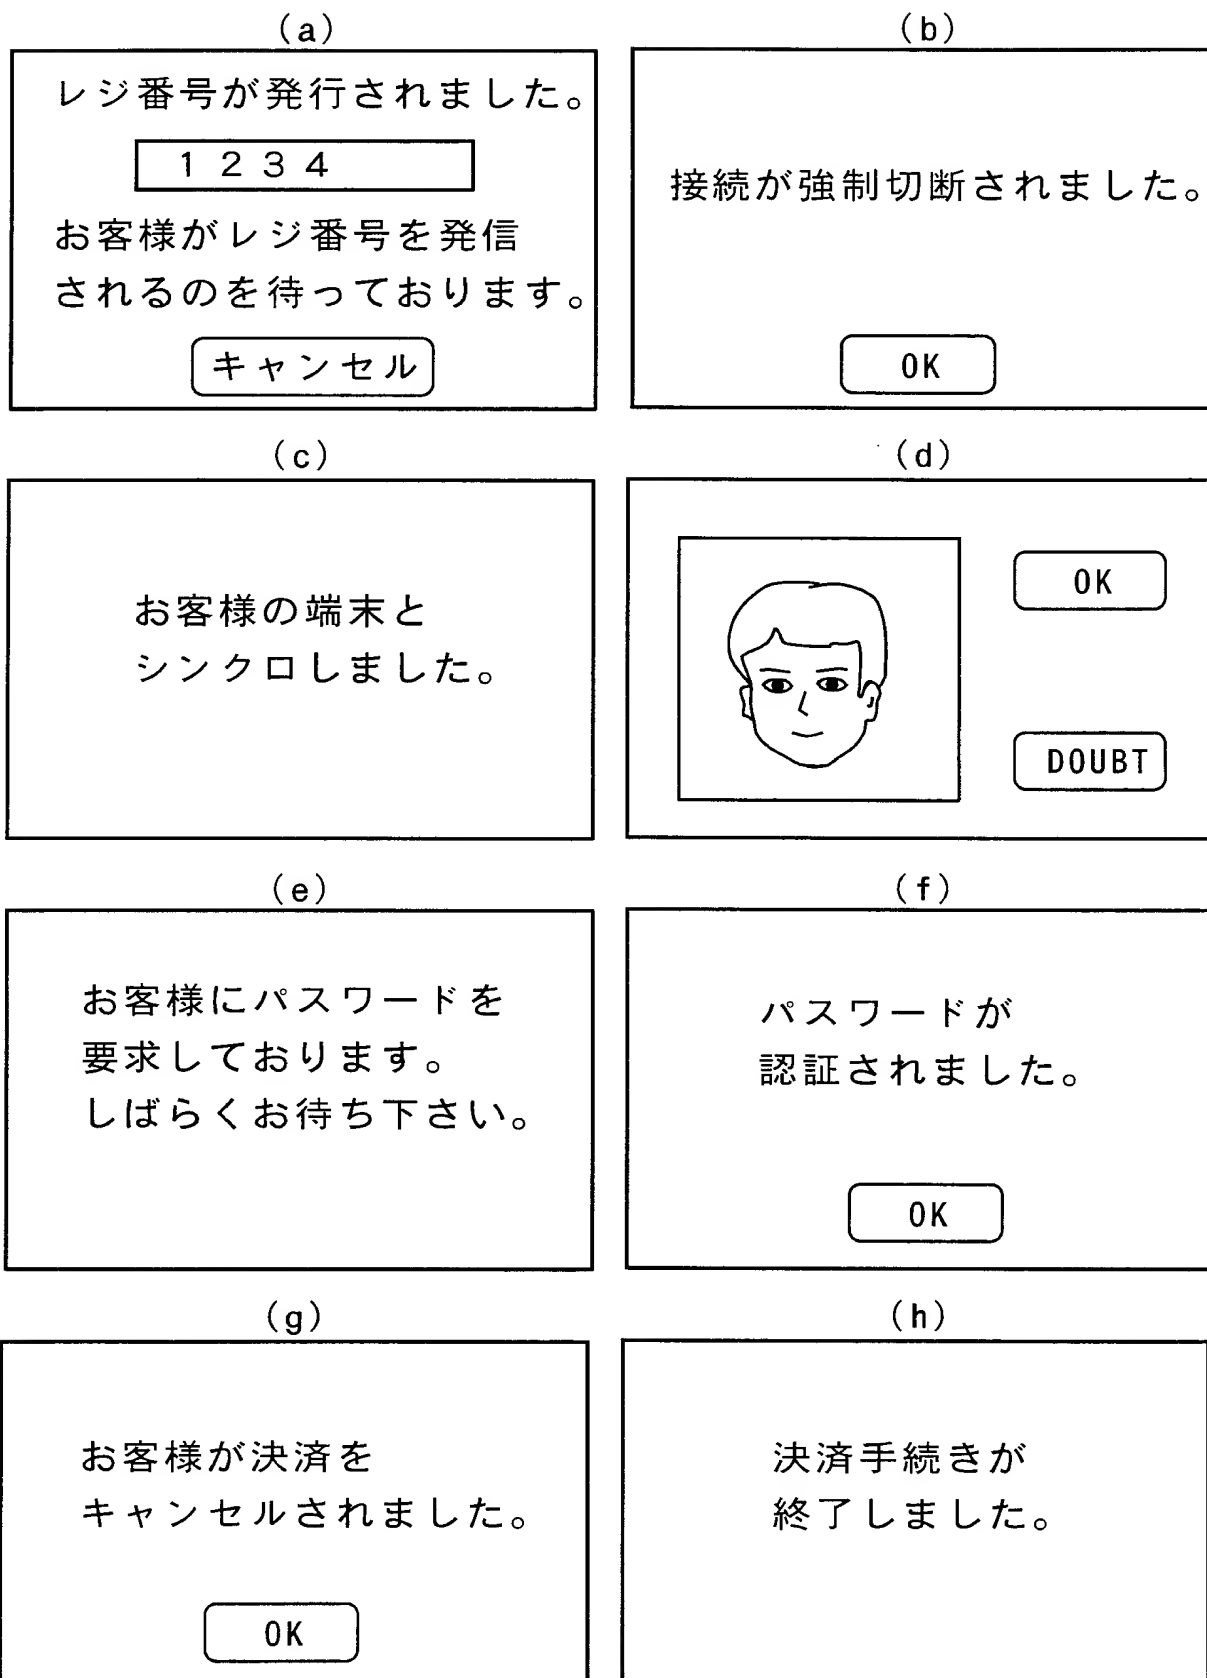 (a)
レジ番号が発行されました。
1234
お客様がレジ番号を発信
されるのを待っております。
キャンセル
(b)
接続が強制切断されました。
OK
(c)
お客様の端末と
シンクロしました。
(d)
OK
DOUBT
(e)
お客様にパスワードを
要求しております。
しばらくお待ち下さい。
(f)
パスワードが
認証されました。
OK
(g)
お客様が決済を
キャンセルされました。
OK
(h)
決済手続きが
終了しました。